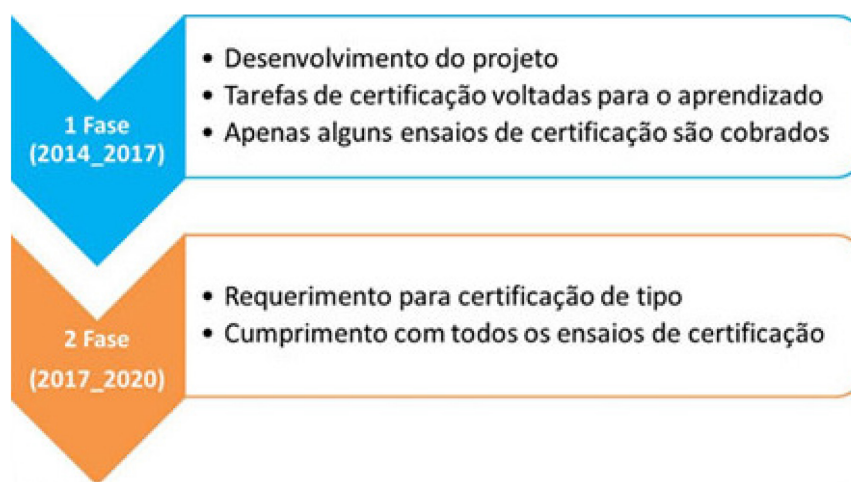 1 Fase
(2014_2017)
• Desenvolvimento do projeto
• Tarefas de certificação voltadas para o aprendizado
• Apenas alguns ensaios de certificação são cobrados
2 Fase
(2017_2020)
• Requerimento para certificação de tipo
• Cumprimento com todos os ensaios de certificação